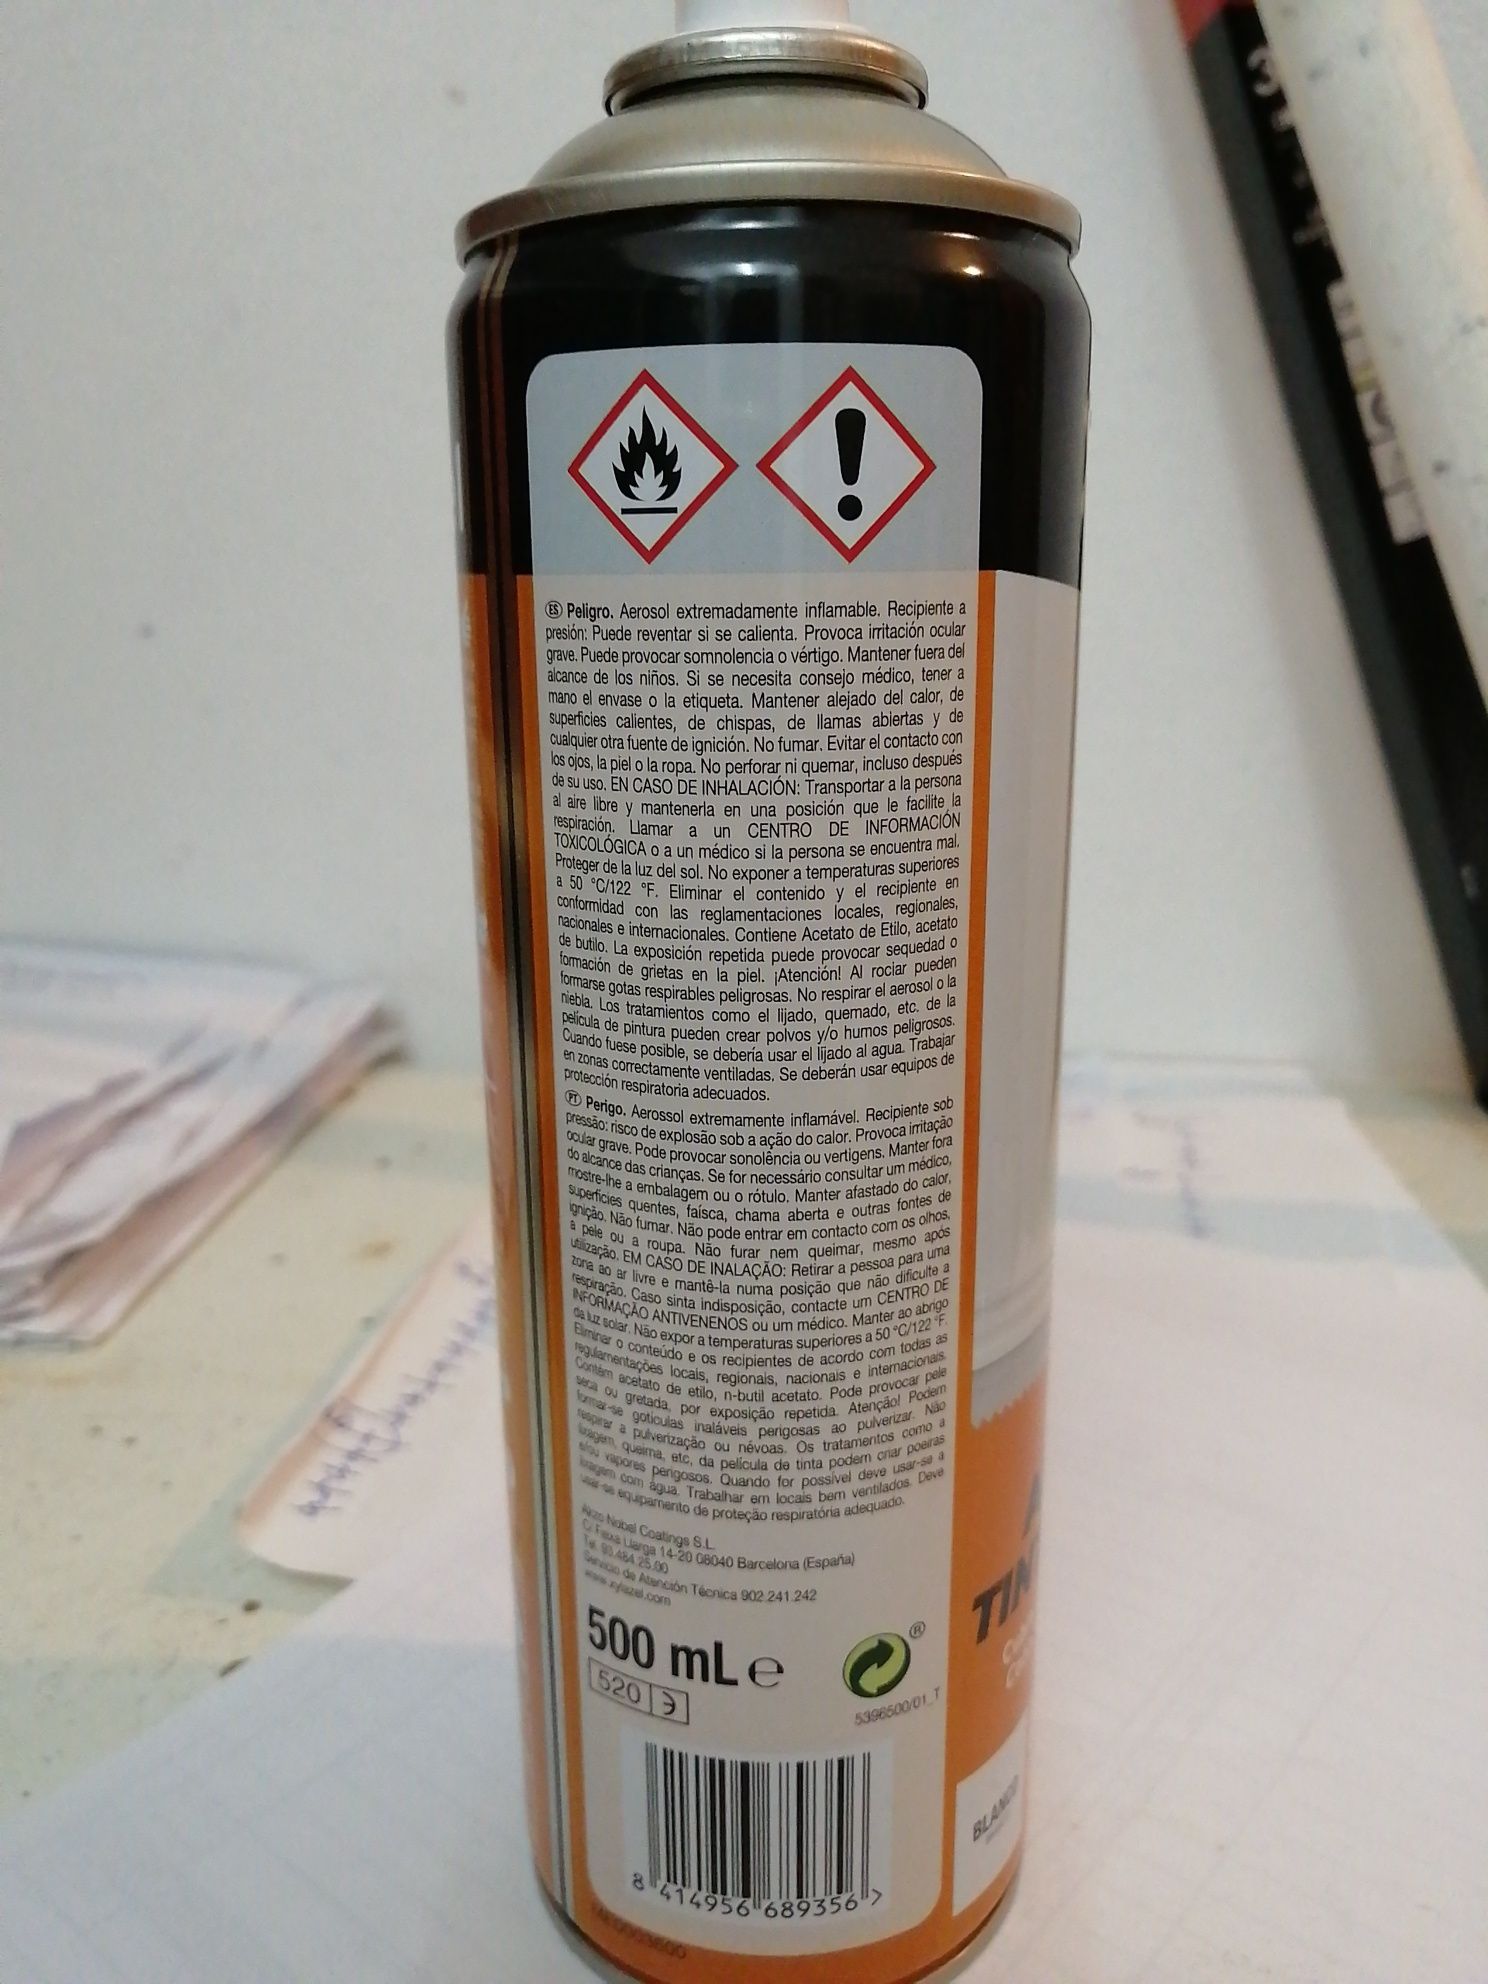 ES Peligro. Aerosol extremadamente inflamable. Recipiente a
presión: Puede reventar si se calienta. Provoca irritación ocular
grave. Puede provocar somnolencia o vértigo. Mantener fuera del
alcance de los niños. Si se necesita consejo médico, tener a
mano el envase o la etiqueta. Mantener alejado del calor, de
superficies calientes, de chispas, de llamas abiertas y de
cualquier otra fuente de ignición. No fumar. Evitar el contacto con
los ojos, la piel o la ropa. No perforar ni quemar, incluso después
de su uso. EN CASO DE INHALACIÓN: Transportar a la persona
al aire libre y mantenerla en una posición que le facilite la
respiración. Llamar a un CENTRO DE INFORMACIÓN
TOXICOLÓGICA o a un médico si la persona se encuentra mal.
Proteger de la luz del sol. No exponer a temperaturas superiores
a 50 °C/122 °F. Eliminar el contenido y el recipiente en
conformidad con las reglamentaciones locales, regionales,
nacionales e internacionales. Contiene Acetato de Etilo, acetato
de butilo. La exposición repetida puede provocar sequedad o
formación de grietas en la piel. ¡Atención! Al rociar pueden
formarse gotas respirables peligrosas. No respirar el aerosol o la
niebla. Los tratamientos como el lijado, quemado, etc. de la
película de pintura pueden crear polvos y/o humos peligrosos.
Cuando fuese posible, se debería usar el lijado al agua. Trabajar
en zonas correctamente ventiladas. Se deberán usar equipos de
protección respiratoria adecuados.
PT Perigo. Aerossol extremamente inflamável. Recipiente sob
pressão: risco de explosão sob a ação do calor. Provoca irritação
ocular grave. Pode provocar sonolência ou vertigens. Manter fora
do alcance das crianças. Se for necessário consultar um médico,
mostre-lhe a embalagem ou o rótulo. Manter afastado do calor,
superfícies quentes, faísca, chama aberta e outras fontes de
ignição. Não fumar. Não pode entrar em contacto com os olhos,
a pele ou a roupa. Não furar nem queimar, mesmo após
utilização. EM CASO DE INALAÇÃO: Retirar a pessoa para uma
zona ao ar livre e mantê-la numa posição que não dificulte a
respiração. Caso sinta indisposição, contacte um CENTRO DE
INFORMAÇÃO ANTIVENENOS ou um médico. Manter ao abrigo
da luz solar. Não expor a temperaturas superiores a 50 °C/122 °F.
Eliminar o conteúdo e os recipientes de acordo com todas as
regulamentações locais, regionais, nacionais e internacionais.
Contém acetato de etilo, n-butil acetato. Pode provocar pele
seca ou gretada, por exposição repetida. Atenção! Podem
formar-se gotículas inaláveis perigosas ao pulverizar. Não
respirar a pulverização ou névoas. Os tratamentos como a
lixagem, queima, etc, da película de tinta podem criar poeiras
e/ou vapores perigosos. Quando for possível deve usar-se a
lixagem com água. Trabalhar em locais bem ventilados. Deve
usar-se equipamento de proteção respiratória adequado.
Akzo Nobel Coatings S.L.
C/ Feixa Llarga 14-20 08040 Barcelona (España)
Tel. 93.484.25.00
Servicio de Atención Técnica 902.241.242
www.xylazel.com
500 mL e
520 3
5396500/01_T
8 414956 689356 >
TIN
BLANCO